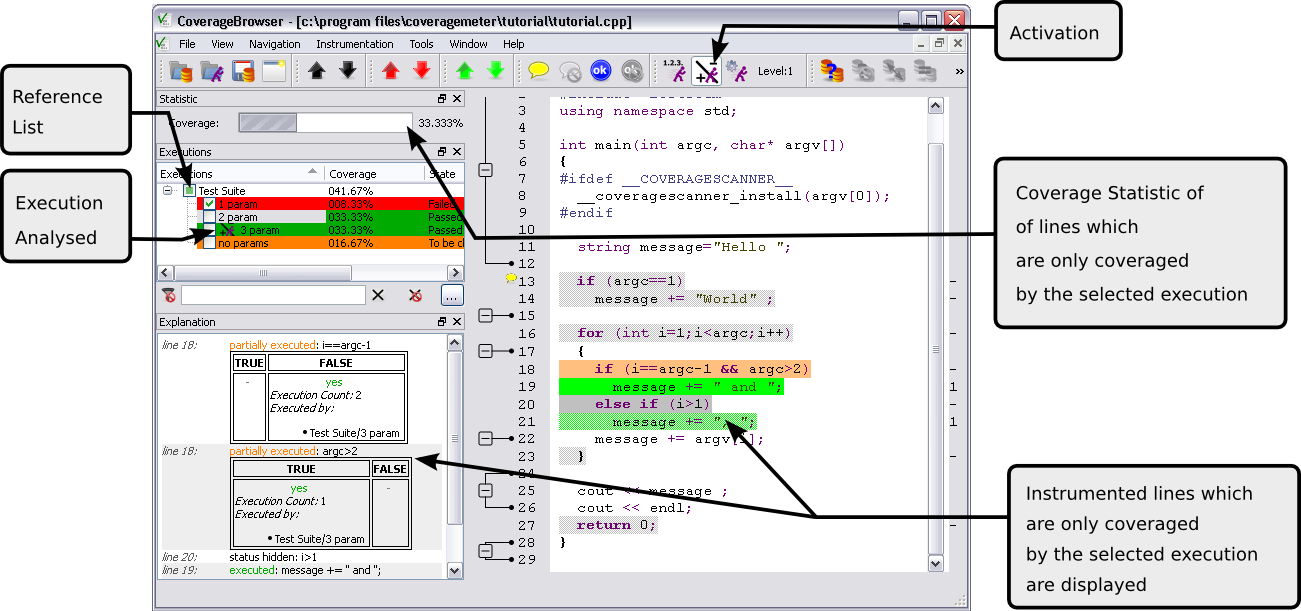 CoverageBrowser - [c:\program files\coveragemeter\tutorial\tutorial.cpp]
File View Navigation Instrumentation Tools Window Help
ok ok 1.2.3. Level:1 »
Activation
Reference
List
Statistic
Coverage: 33.333%
Executions
Executions Coverage State
Test Suite 041.67%
1 param 033.33% Failed
2 param 033.33% Passed
3 param 033.33% Passed
no params 016.67% To be c
Execution
Analysed
...
Explanation
line 18: partially executed: i==argc-1
TRUE FALSE
- yes
Execution Count: 2
Executed by:
• Test Suite/3 param
line 18: partially executed: argc>2
TRUE FALSE
yes -
Execution Count: 1
Executed by:
• Test Suite/3 param
line 20: status hidden: i>1
line 19: executed: message += " and ";
3 using namespace std;
4
5 int main(int argc, char* argv[])
6 {
7 #ifdef __COVERAGESCANNER__
8 __coveragescanner_install(argv[0]);
9 #endif
10
11 string message="Hello ";
12
13 if (argc==1) -
14 message += "World" ; -
15
16 for (int i=1;i<argc;i++) -
17 {
18 if (i==argc-1 && argc>2) -
19 message += " and "; 1
20 else if (i>1) -
21 message += ", "; 1
22 message += argv[i];
23 } -
24
25 cout << message ;
26 cout << endl;
27 return 0; -
28 }
29
Coverage Statistic of
of lines which
are only coveraged
by the selected execution
Instrumented lines which
are only coveraged
by the selected execution
are displayed